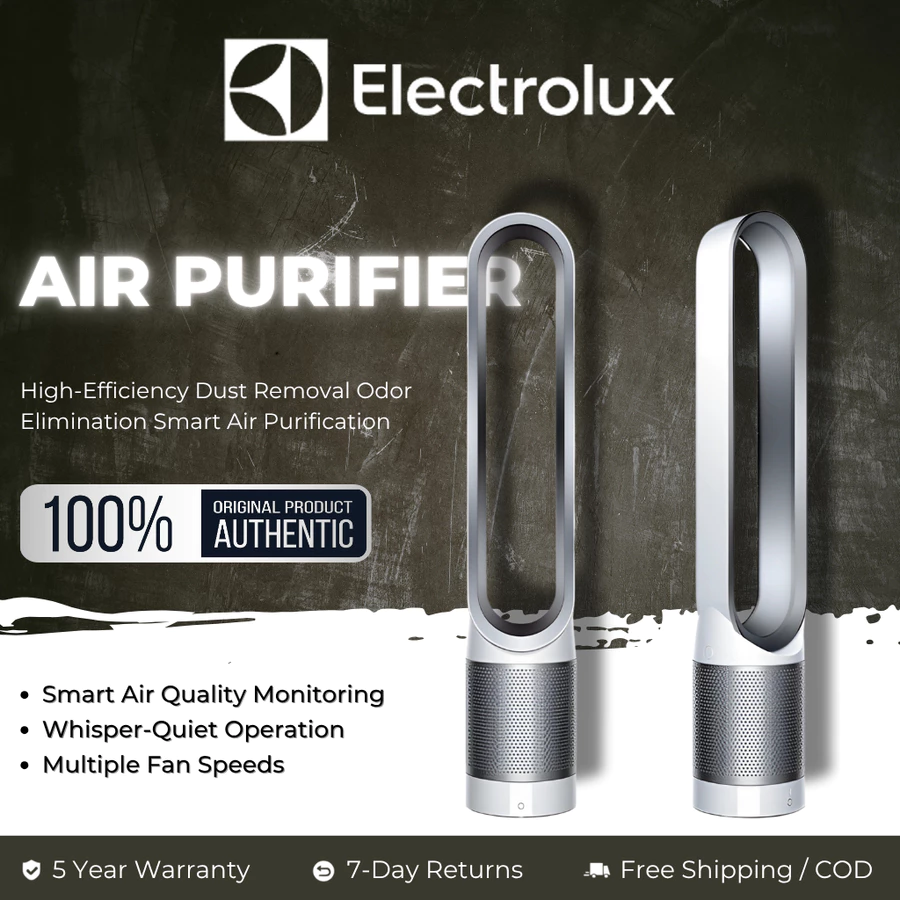 Electrolux
AIR PURIFIER
High-Efficiency Dust Removal Odor
Elimination Smart Air Purification
100%
ORIGINAL PRODUCT
AUTHENTIC
• Smart Air Quality Monitoring
• Whisper-Quiet Operation
• Multiple Fan Speeds
5 Year Warranty
7-Day Returns
Free Shipping / COD